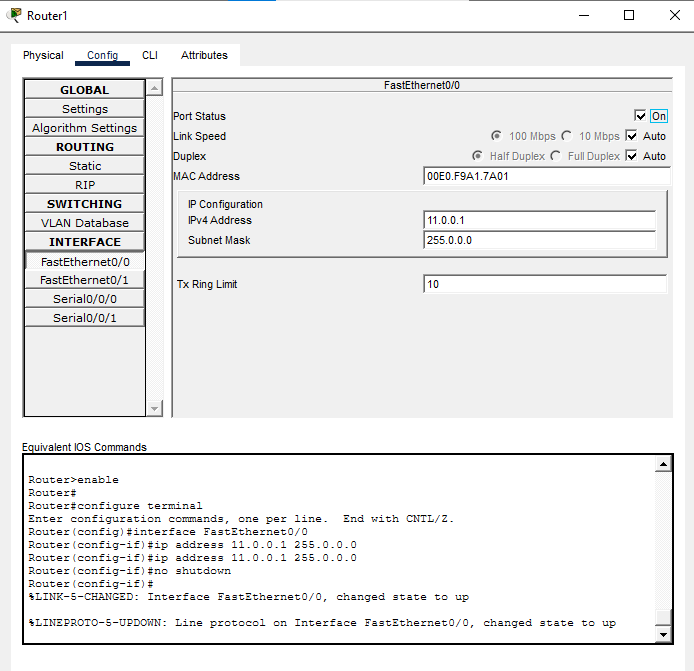 Router1
Physical Config CLI Attributes
GLOBAL
Settings
Algorithm Settings
ROUTING
Static
RIP
SWITCHING
VLAN Database
INTERFACE
FastEthernet0/0
FastEthernet0/1
Serial0/0/0
Serial0/0/1
FastEthernet0/0
Port Status On
Link Speed 100 Mbps 10 Mbps Auto
Duplex Half Duplex Full Duplex Auto
MAC Address 00E0.F9A1.7A01
IP Configuration
IPv4 Address 11.0.0.1
Subnet Mask 255.0.0.0
Tx Ring Limit 10
Equivalent IOS Commands
Router>enable
Router#
Router#configure terminal
Enter configuration commands, one per line.  End with CNTL/Z.
Router(config)#interface FastEthernet0/0
Router(config-if)#ip address 11.0.0.1 255.0.0.0
Router(config-if)#ip address 11.0.0.1 255.0.0.0
Router(config-if)#no shutdown
Router(config-if)#
%LINK-5-CHANGED: Interface FastEthernet0/0, changed state to up
%LINEPROTO-5-UPDOWN: Line protocol on Interface FastEthernet0/0, changed state to up